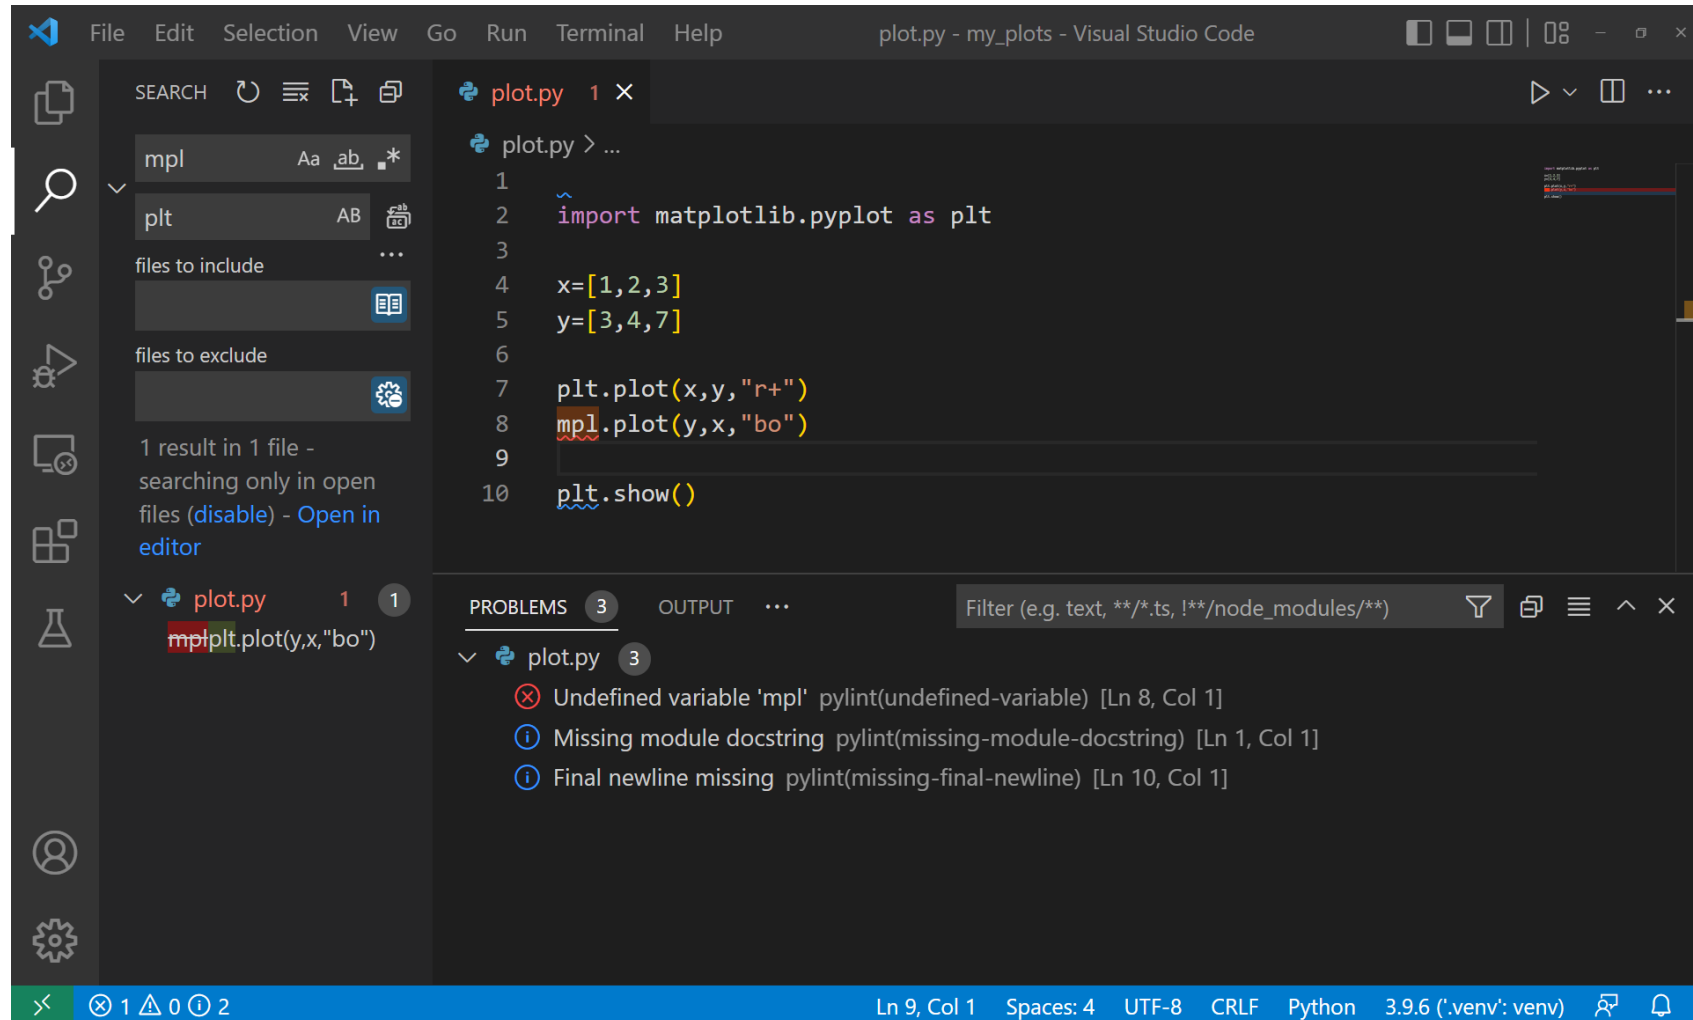 File Edit Selection View Go Run Terminal Help plot.py - my_plots - Visual Studio Code
SEARCH
mpl Aa ab *
plt AB
files to include
files to exclude
1 result in 1 file -
searching only in open
files (disable) - Open in
editor
plot.py 1 1
mplplt.plot(y,x,"bo")
plot.py 1
plot.py > ...
1
2 import matplotlib.pyplot as plt
3
4 x=[1,2,3]
5 y=[3,4,7]
6
7 plt.plot(x,y,"r+")
8 mpl.plot(y,x,"bo")
9
10 plt.show()
PROBLEMS 3 OUTPUT ... Filter (e.g. text, **/*.ts, !**/node_modules/**)
plot.py 3
Undefined variable 'mpl' pylint(undefined-variable) [Ln 8, Col 1]
Missing module docstring pylint(missing-module-docstring) [Ln 1, Col 1]
Final newline missing pylint(missing-final-newline) [Ln 10, Col 1]
1 0 2 Ln 9, Col 1 Spaces: 4 UTF-8 CRLF Python 3.9.6 ('.venv': venv)